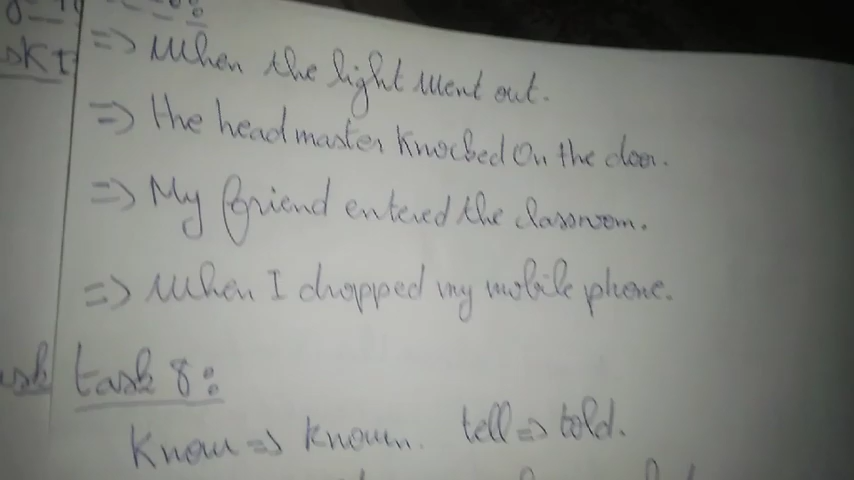 => When the light went out.
=> the headmaster knocked on the door.
=> My friend entered the classroom.
=> When I dropped my mobile phone.
task 8:
Know => known. tell => told.